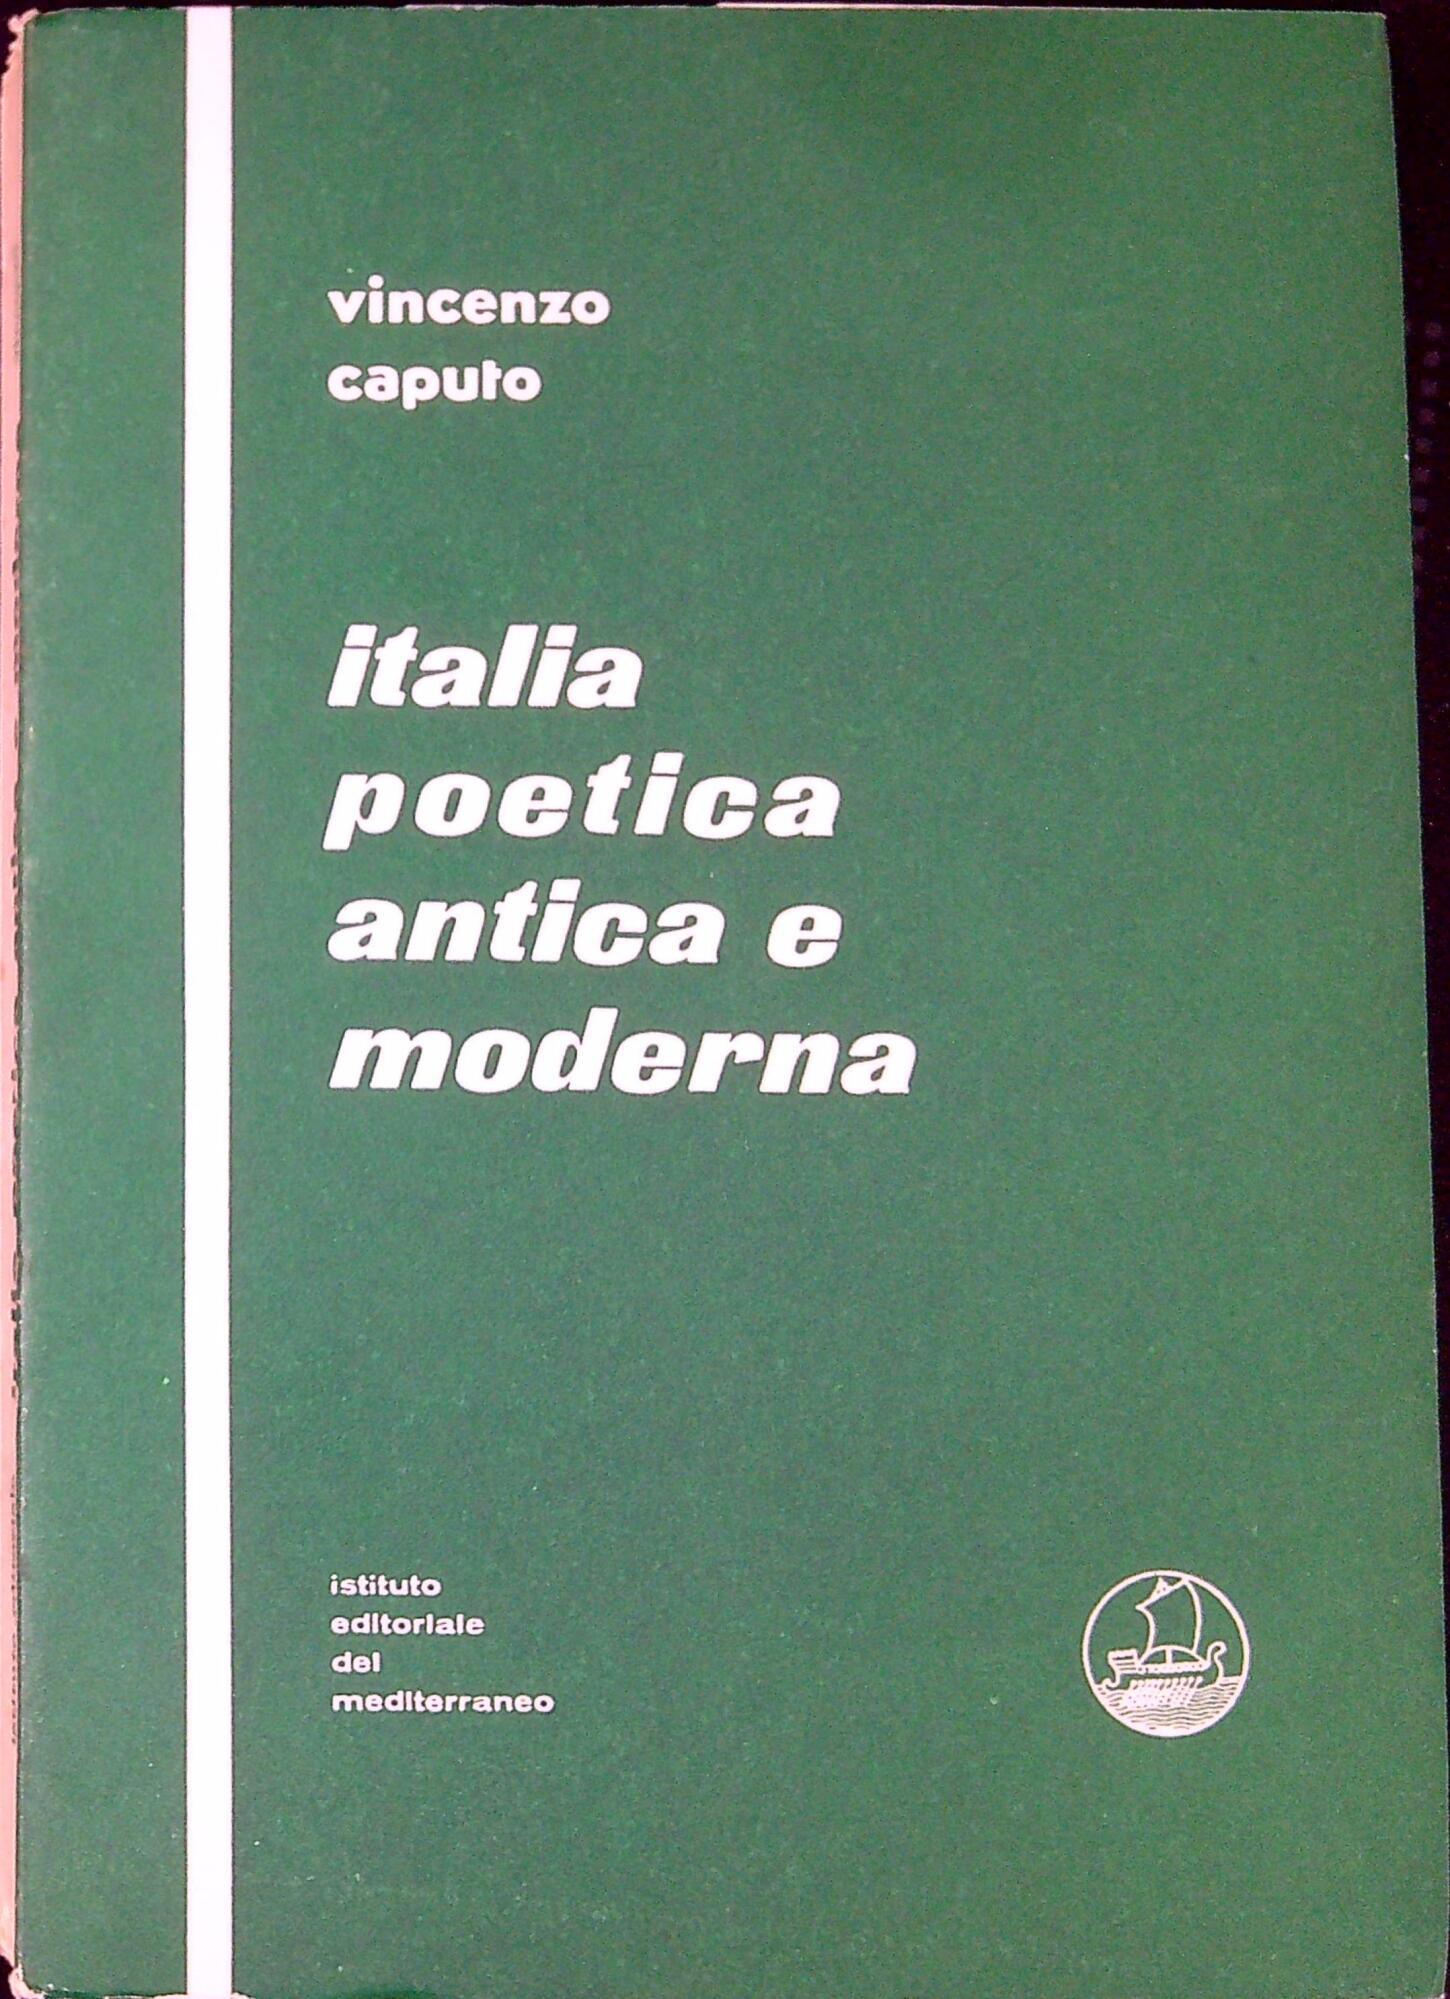 vincenzo
caputo
italia
poetica
antica e
moderna
istituto
editoriale
del
mediterraneo